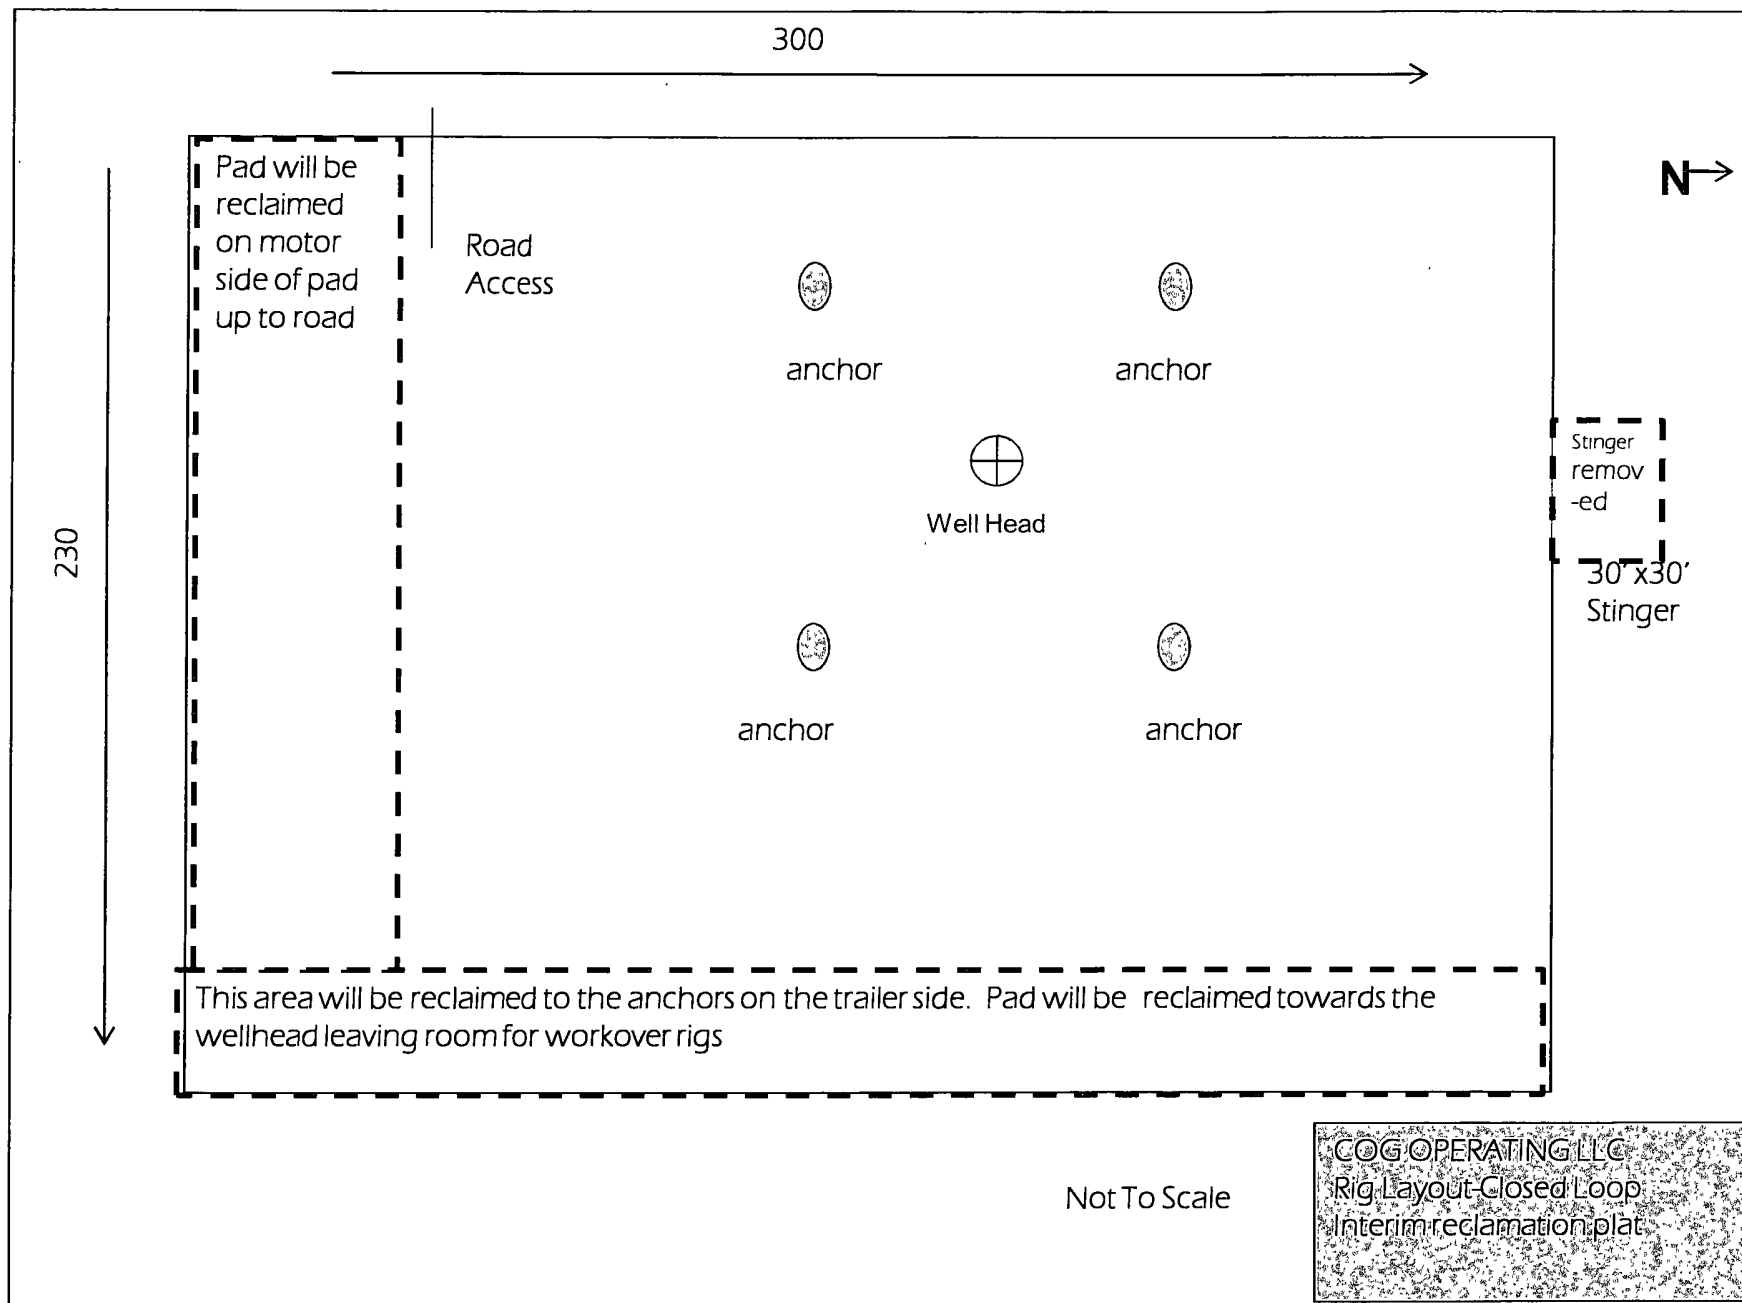 300
Pad will be
reclaimed
on motor
side of pad
up to road
Road
Access
N
anchor
anchor
Stinger
remov
-ed
Well Head
230
30'x30'
Stinger
anchor
anchor
This area will be reclaimed to the anchors on the trailer side. Pad will be reclaimed towards the
wellhead leaving room for workover rigs
Not To Scale
COG OPERATING LLC
Rig Layout-Closed Loop
Interim reclamation plat